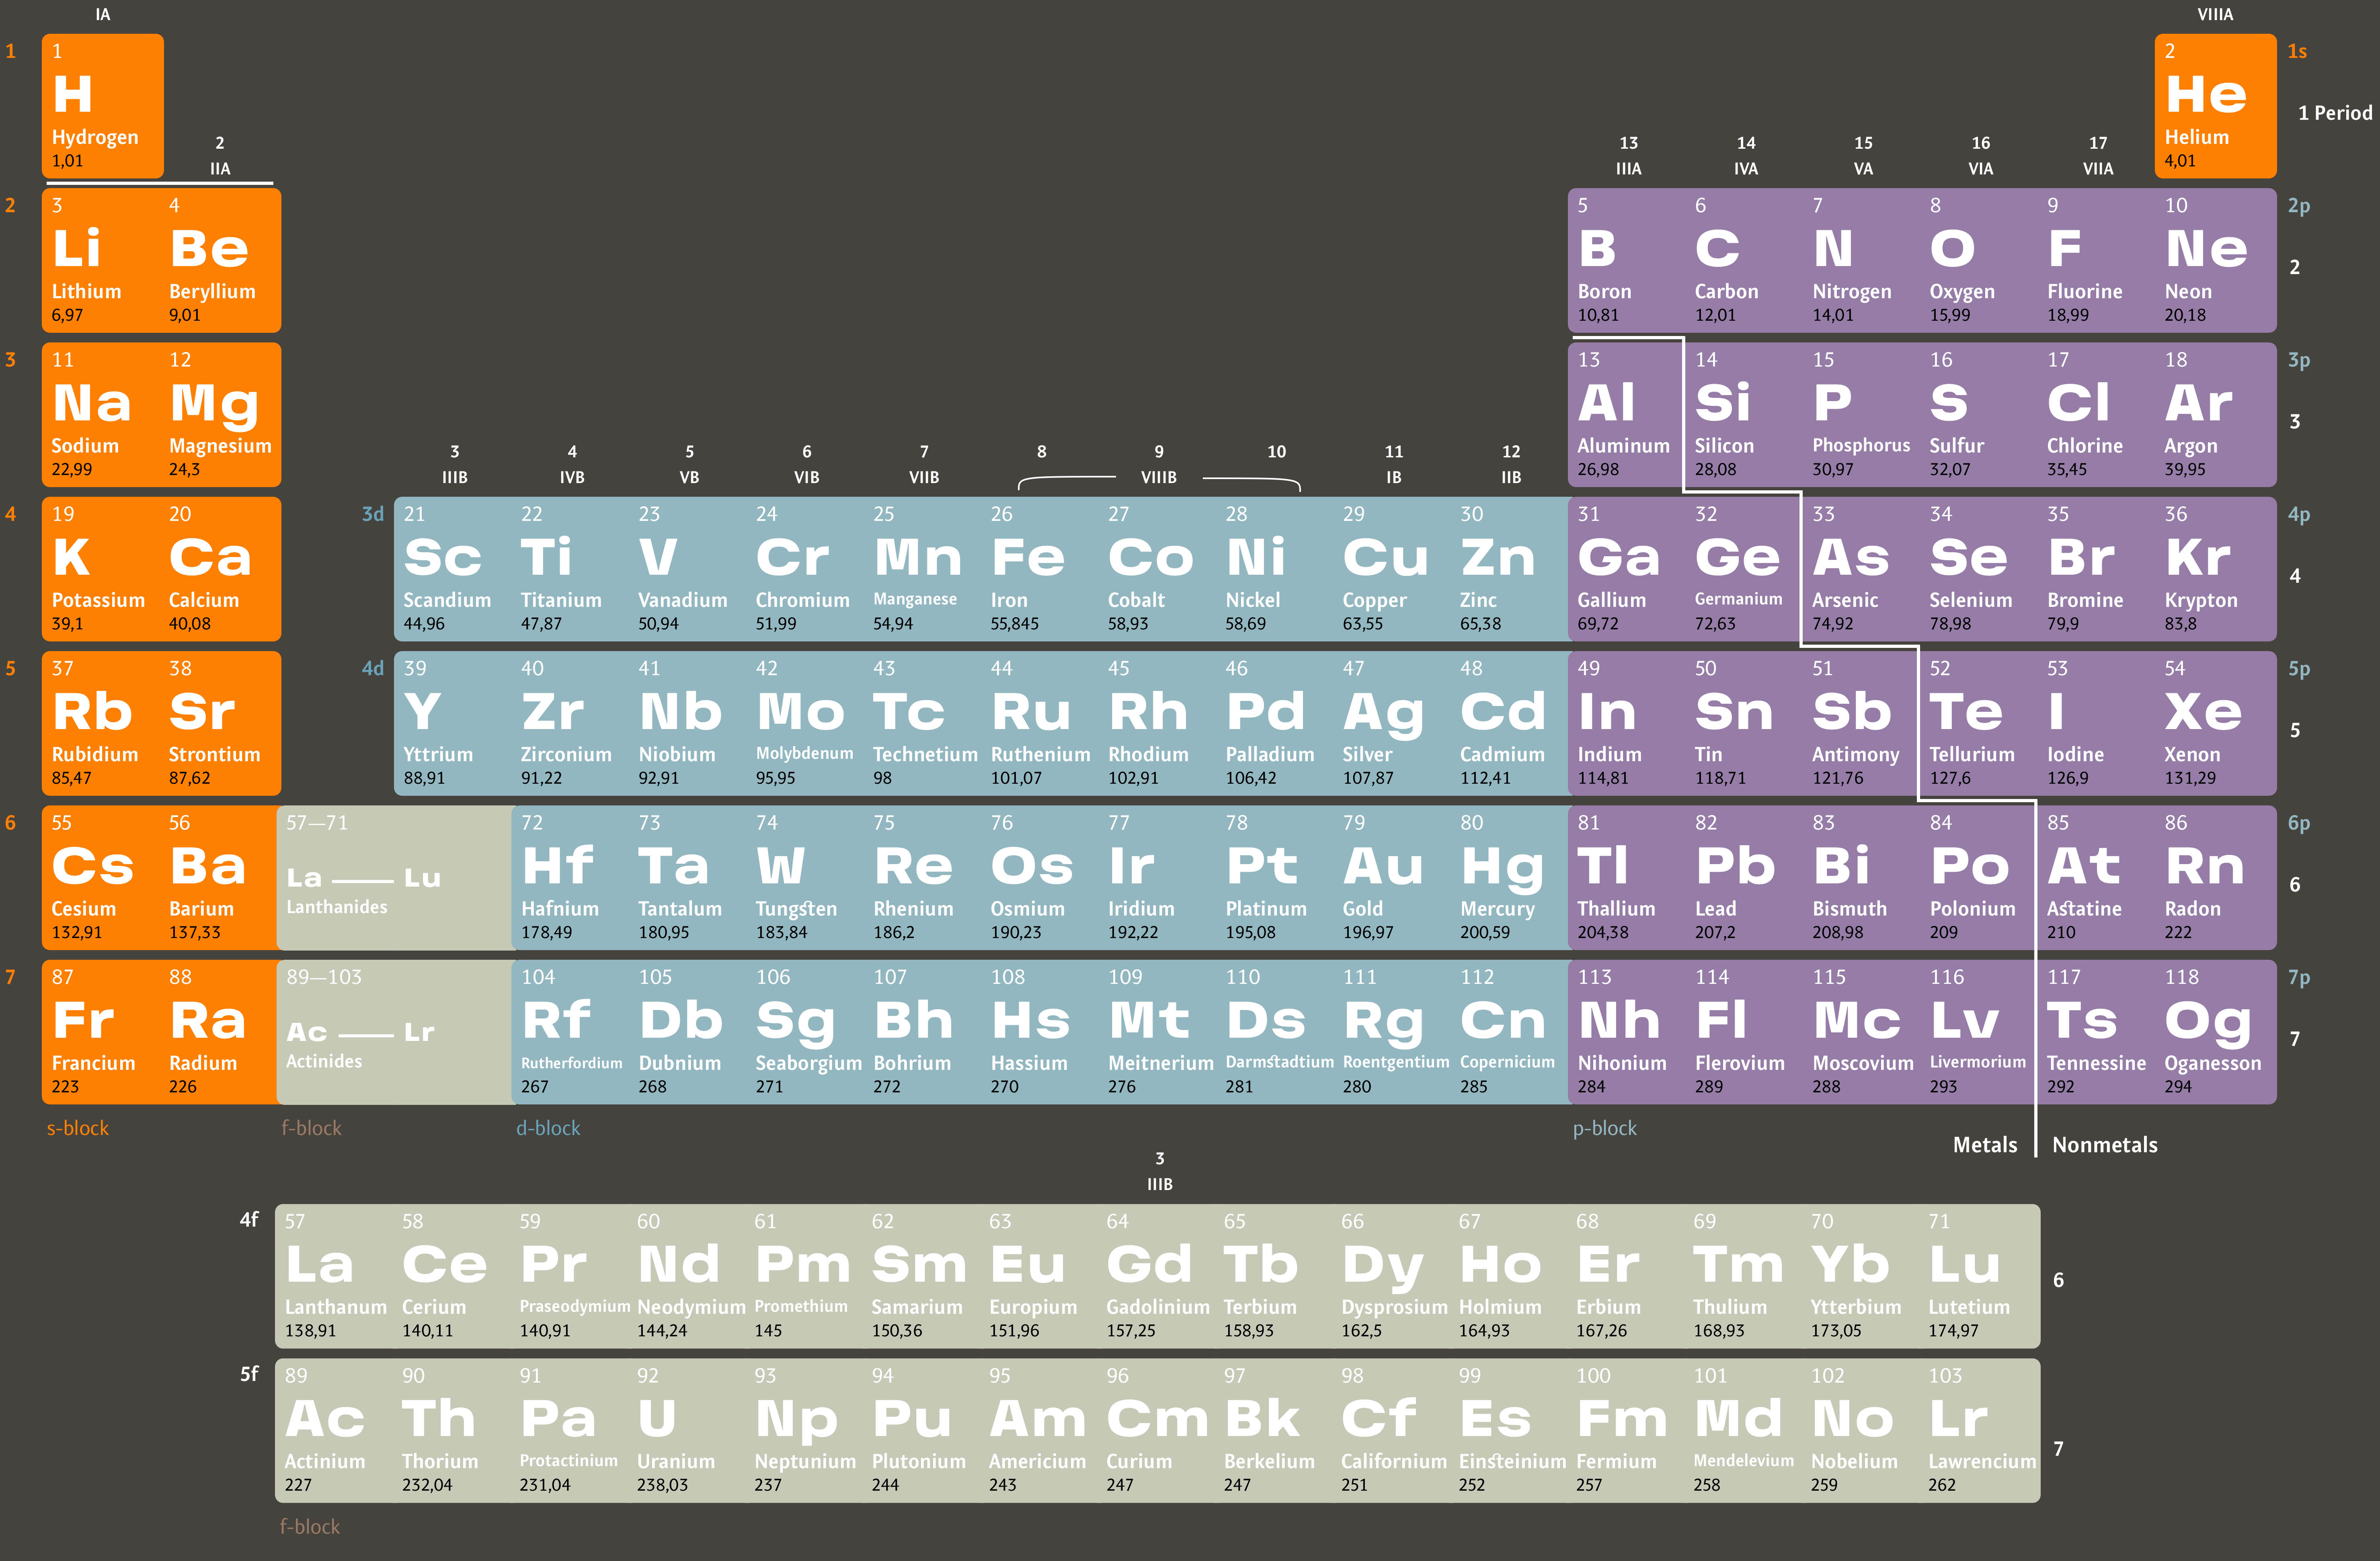 IA VIIIA
1 1 2 1s
H He
1 Period
Hydrogen 2 13 14 15 16 17 Helium
1,01 IIA IIIA IVA VA VIA VIIA 4,01
2 3 4 5 6 7 8 9 10 2p
Li Be B C N O F Ne
2
Lithium Beryllium Boron Carbon Nitrogen Oxygen Fluorine Neon
6,97 9,01 10,81 12,01 14,01 15,99 18,99 20,18
3 11 12 13 14 15 16 17 18 3p
Na Mg Al Si P S Cl Ar
3
Sodium Magnesium Aluminum Silicon Phosphorus Sulfur Chlorine Argon
22,99 24,3 26,98 28,08 30,97 32,07 35,45 39,95
3 4 5 6 7 8 9 10 11 12
IIIB IVB VB VIB VIIB VIIIB IB IIB
4 19 20 3d 21 22 23 24 25 26 27 28 29 30 31 32 33 34 35 36 4p
K Ca Sc Ti V Cr Mn Fe Co Ni Cu Zn Ga Ge As Se Br Kr
4
Potassium Calcium Scandium Titanium Vanadium Chromium Manganese Iron Cobalt Nickel Copper Zinc Gallium Germanium Arsenic Selenium Bromine Krypton
39,1 40,08 44,96 47,87 50,94 51,99 54,94 55,845 58,93 58,69 63,55 65,38 69,72 72,63 74,92 78,98 79,9 83,8
5 37 38 4d 39 40 41 42 43 44 45 46 47 48 49 50 51 52 53 54 5p
Rb Sr Y Zr Nb Mo Tc Ru Rh Pd Ag Cd In Sn Sb Te I Xe
5
Rubidium Strontium Yttrium Zirconium Niobium Molybdenum Technetium Ruthenium Rhodium Palladium Silver Cadmium Indium Tin Antimony Tellurium Iodine Xenon
85,47 87,62 88,91 91,22 92,91 95,95 98 101,07 102,91 106,42 107,87 112,41 114,81 118,71 121,76 127,6 126,9 131,29
6 55 56 57—71 72 73 74 75 76 77 78 79 80 81 82 83 84 85 86 6p
Cs Ba La — Lu Hf Ta W Re Os Ir Pt Au Hg Tl Pb Bi Po At Rn
6
Cesium Barium Lanthanides Hafnium Tantalum Tungsten Rhenium Osmium Iridium Platinum Gold Mercury Thallium Lead Bismuth Polonium Astatine Radon
132,91 137,33 178,49 180,95 183,84 186,2 190,23 192,22 195,08 196,97 200,59 204,38 207,2 208,98 209 210 222
7 87 88 89—103 104 105 106 107 108 109 110 111 112 113 114 115 116 117 118 7p
Fr Ra Ac — Lr Rf Db Sg Bh Hs Mt Ds Rg Cn Nh Fl Mc Lv Ts Og
7
Francium Radium Actinides Rutherfordium Dubnium Seaborgium Bohrium Hassium Meitnerium Darmstadtium Roentgentium Copernicium Nihonium Flerovium Moscovium Livermorium Tennessine Oganesson
223 226 267 268 271 272 270 276 281 280 285 284 289 288 293 292 294
s-block f-block d-block p-block
Metals Nonmetals
3
IIIB
4f 57 58 59 60 61 62 63 64 65 66 67 68 69 70 71
La Ce Pr Nd Pm Sm Eu Gd Tb Dy Ho Er Tm Yb Lu
6
Lanthanum Cerium Praseodymium Neodymium Promethium Samarium Europium Gadolinium Terbium Dysprosium Holmium Erbium Thulium Ytterbium Lutetium
138,91 140,11 140,91 144,24 145 150,36 151,96 157,25 158,93 162,5 164,93 167,26 168,93 173,05 174,97
5f 89 90 91 92 93 94 95 96 97 98 99 100 101 102 103
Ac Th Pa U Np Pu Am Cm Bk Cf Es Fm Md No Lr
7
Actinium Thorium Protactinium Uranium Neptunium Plutonium Americium Curium Berkelium Californium Einsteinium Fermium Mendelevium Nobelium Lawrencium
227 232,04 231,04 238,03 237 244 243 247 247 251 252 257 258 259 262
f-block